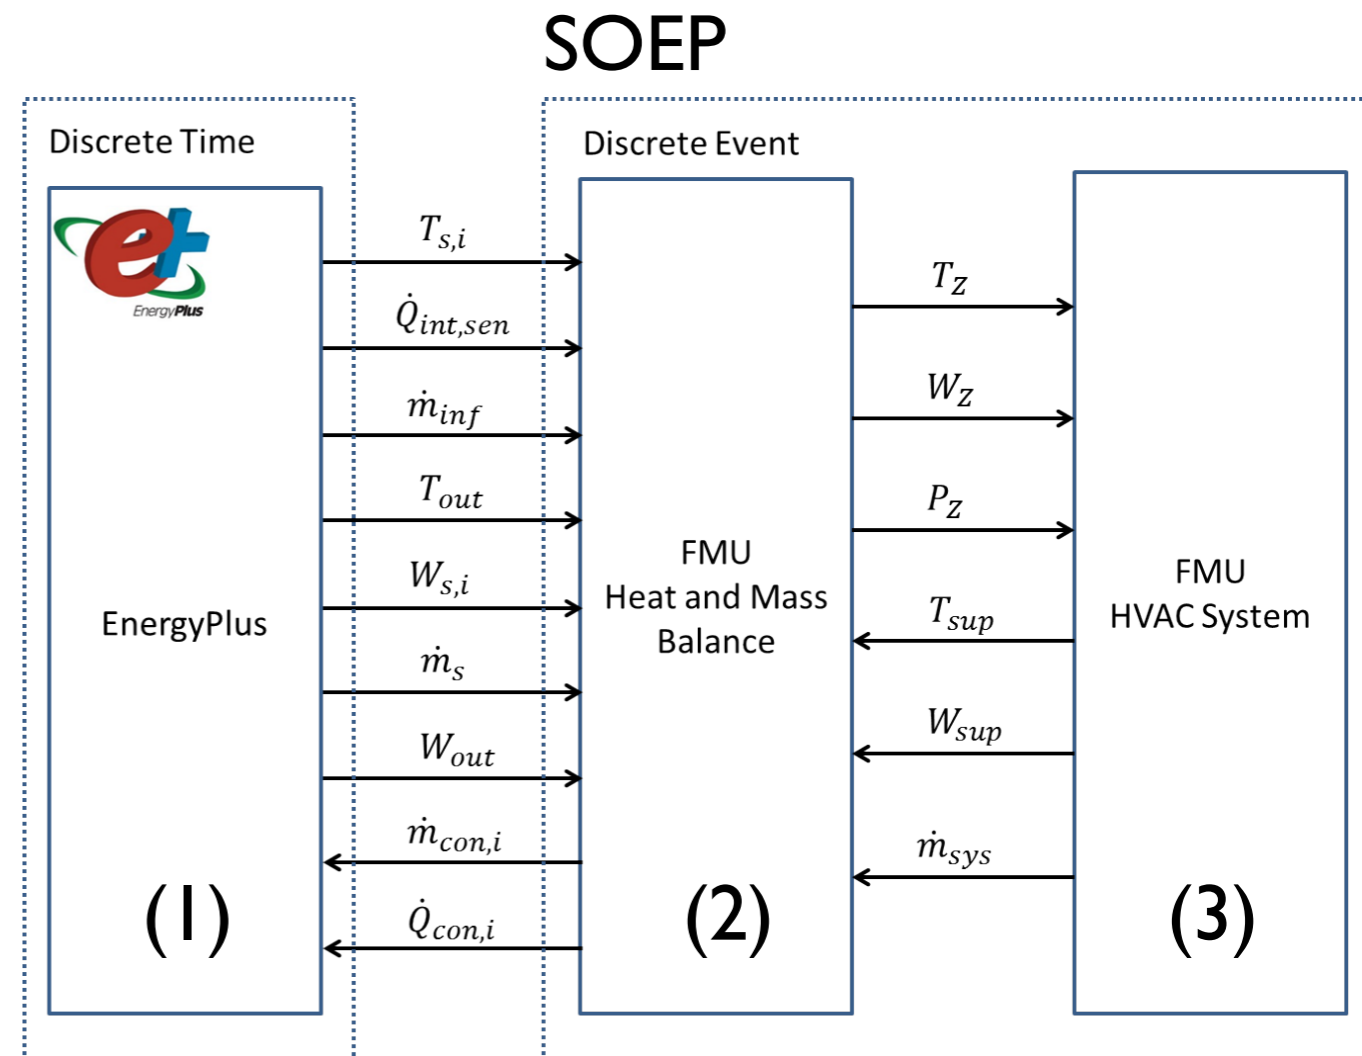 SOEP
Discrete Time
Discrete Event
e+
EnergyPlus
EnergyPlus
(1)
T_{s,i}
Q̇_{int,sen}
ṁ_{inf}
T_{out}
W_{s,i}
ṁ_s
W_{out}
ṁ_{con,i}
Q̇_{con,i}
FMU
Heat and Mass
Balance
(2)
T_Z
W_Z
P_Z
T_{sup}
W_{sup}
ṁ_{sys}
FMU
HVAC System
(3)